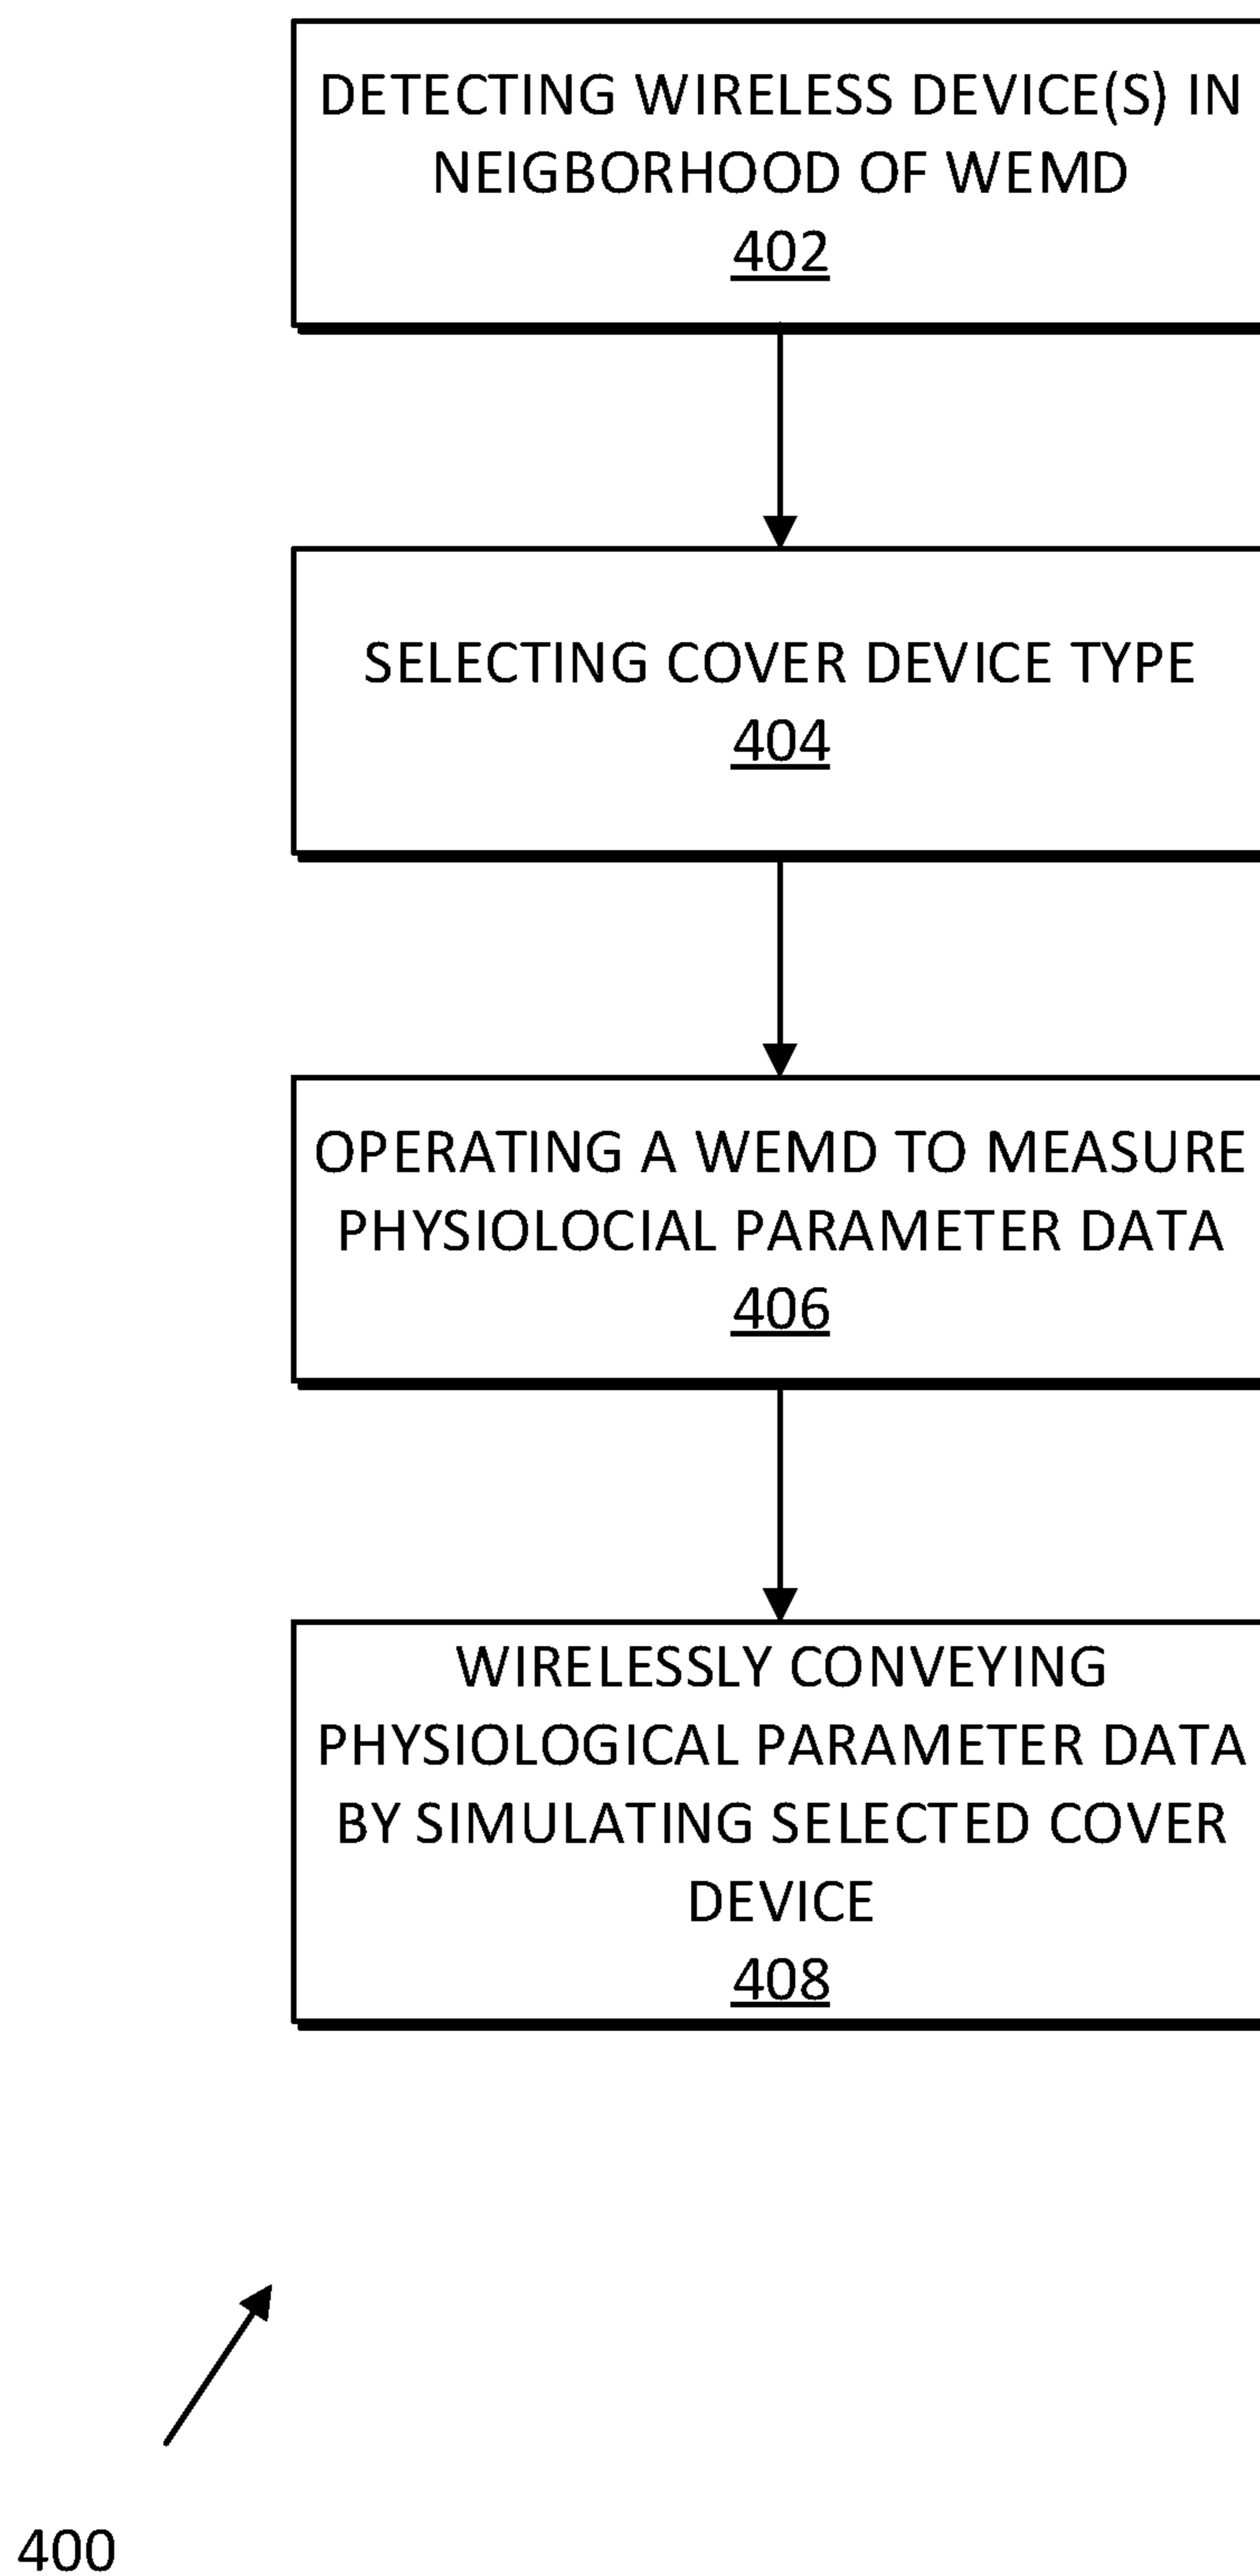 DETECTING WIRELESS DEVICE(S) IN
NEIGBORHOOD OF WEMD
402
SELECTING COVER DEVICE TYPE
404
OPERATING A WEMD TO MEASURE
PHYSIOLOCIAL PARAMETER DATA
406
WIRELESSLY CONVEYING
PHYSIOLOGICAL PARAMETER DATA
BY SIMULATING SELECTED COVER
DEVICE
408
400